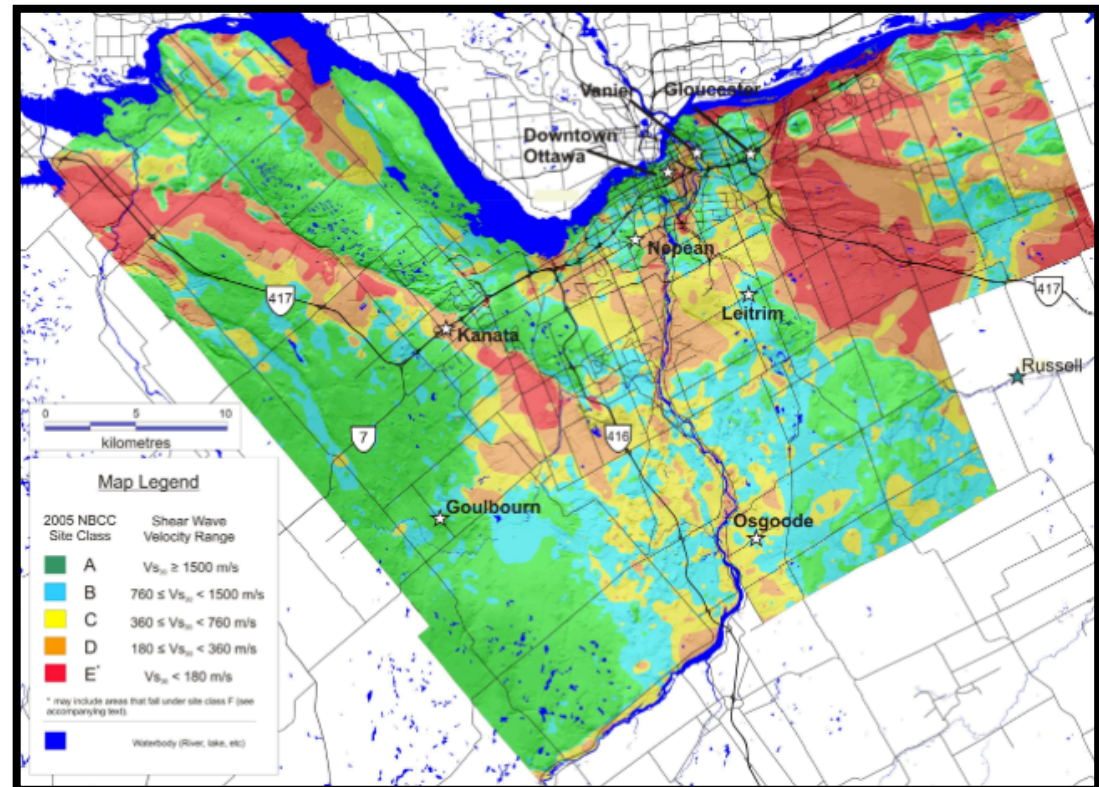 Vanier
Gloucester
Downtown
Ottawa
Nepean
417
Leitrim
417
Kanata
Russell
0 5 10
kilometres
7
416
Map Legend
2005 NBCC Shear Wave
Site Class Velocity Range
A Vs₃₀ ≥ 1500 m/s
B 760 ≤ Vs₃₀ < 1500 m/s
C 360 ≤ Vs₃₀ < 760 m/s
D 180 ≤ Vs₃₀ < 360 m/s
E* Vs₃₀ < 180 m/s
* may include areas that fall under site class F (see
accompanying text).
Waterbody (River, lake, etc)
Goulbourn
Osgoode